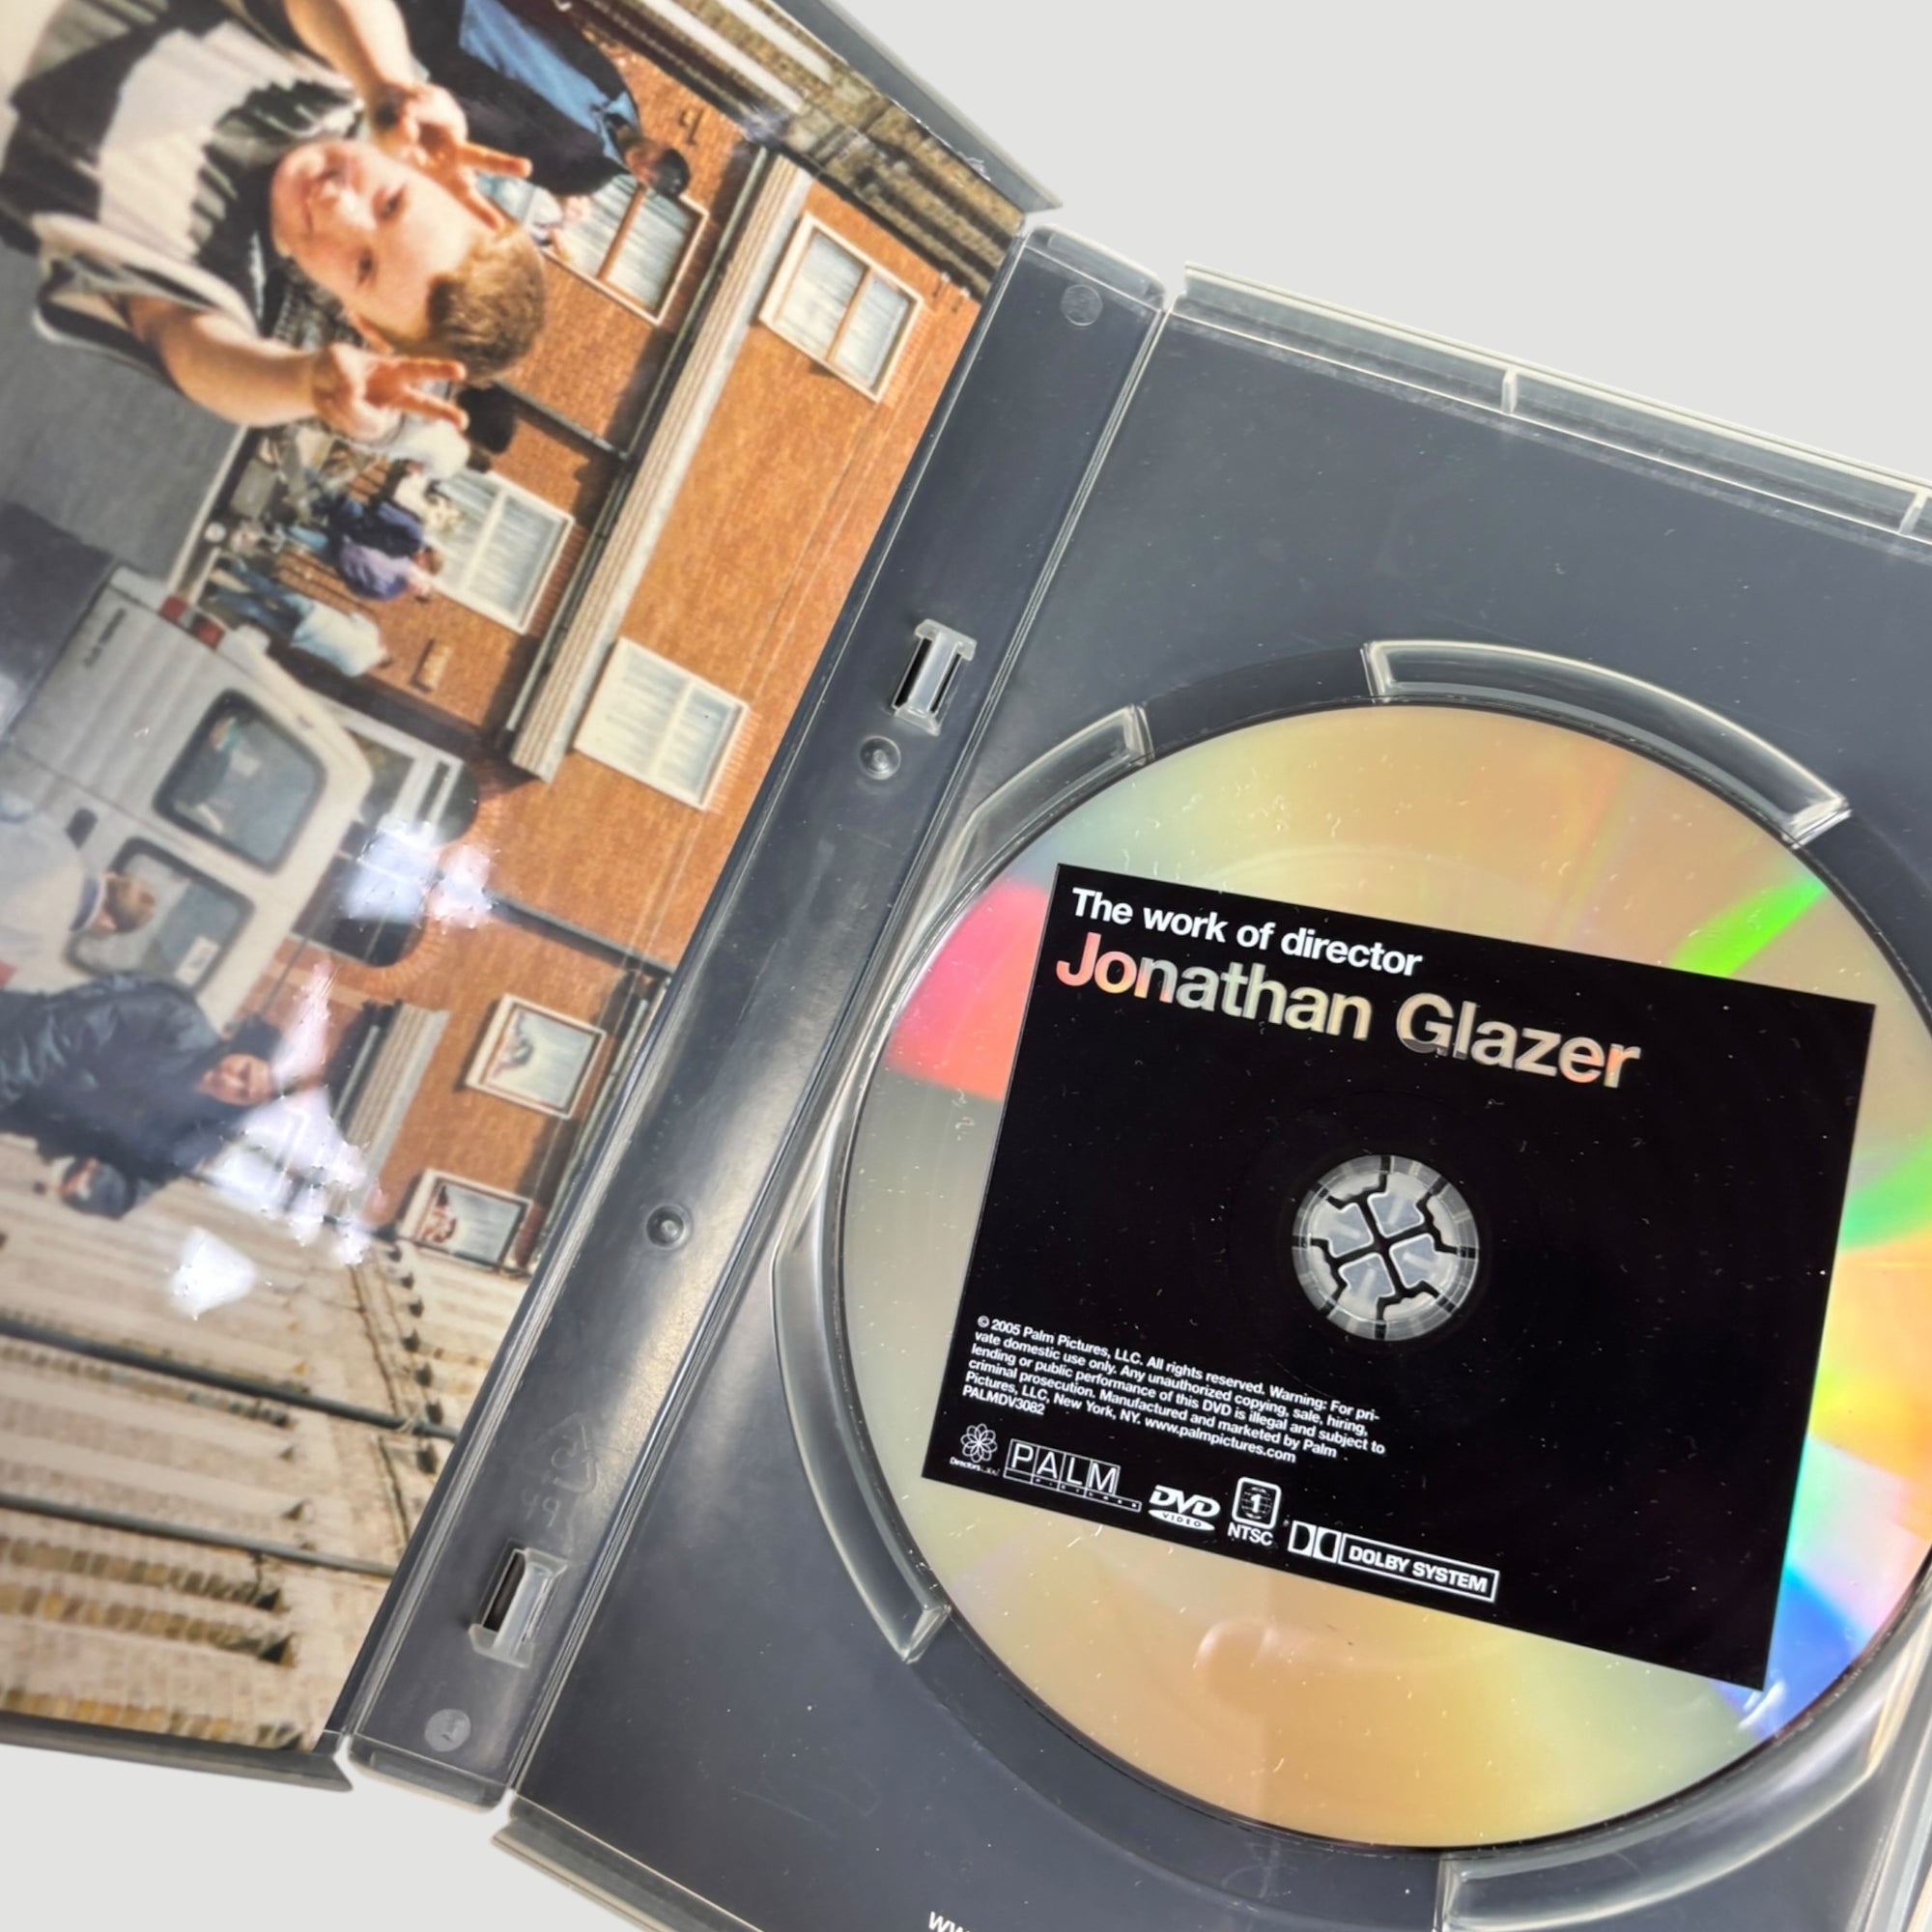 The work of director
Jonathan Glazer
© 2005 Palm Pictures, LLC. All rights reserved. Warning: For pri-
vate domestic use only. Any unauthorized copying, sale, hiring,
lending or public performance of this DVD is illegal and subject to
criminal prosecution. Manufactured and marketed by Palm
Pictures, LLC, New York, NY. www.palmpictures.com
PALMDV3082
PALM
PICTURES
DVD
VIDEO
1
NTSC
DOLBY SYSTEM